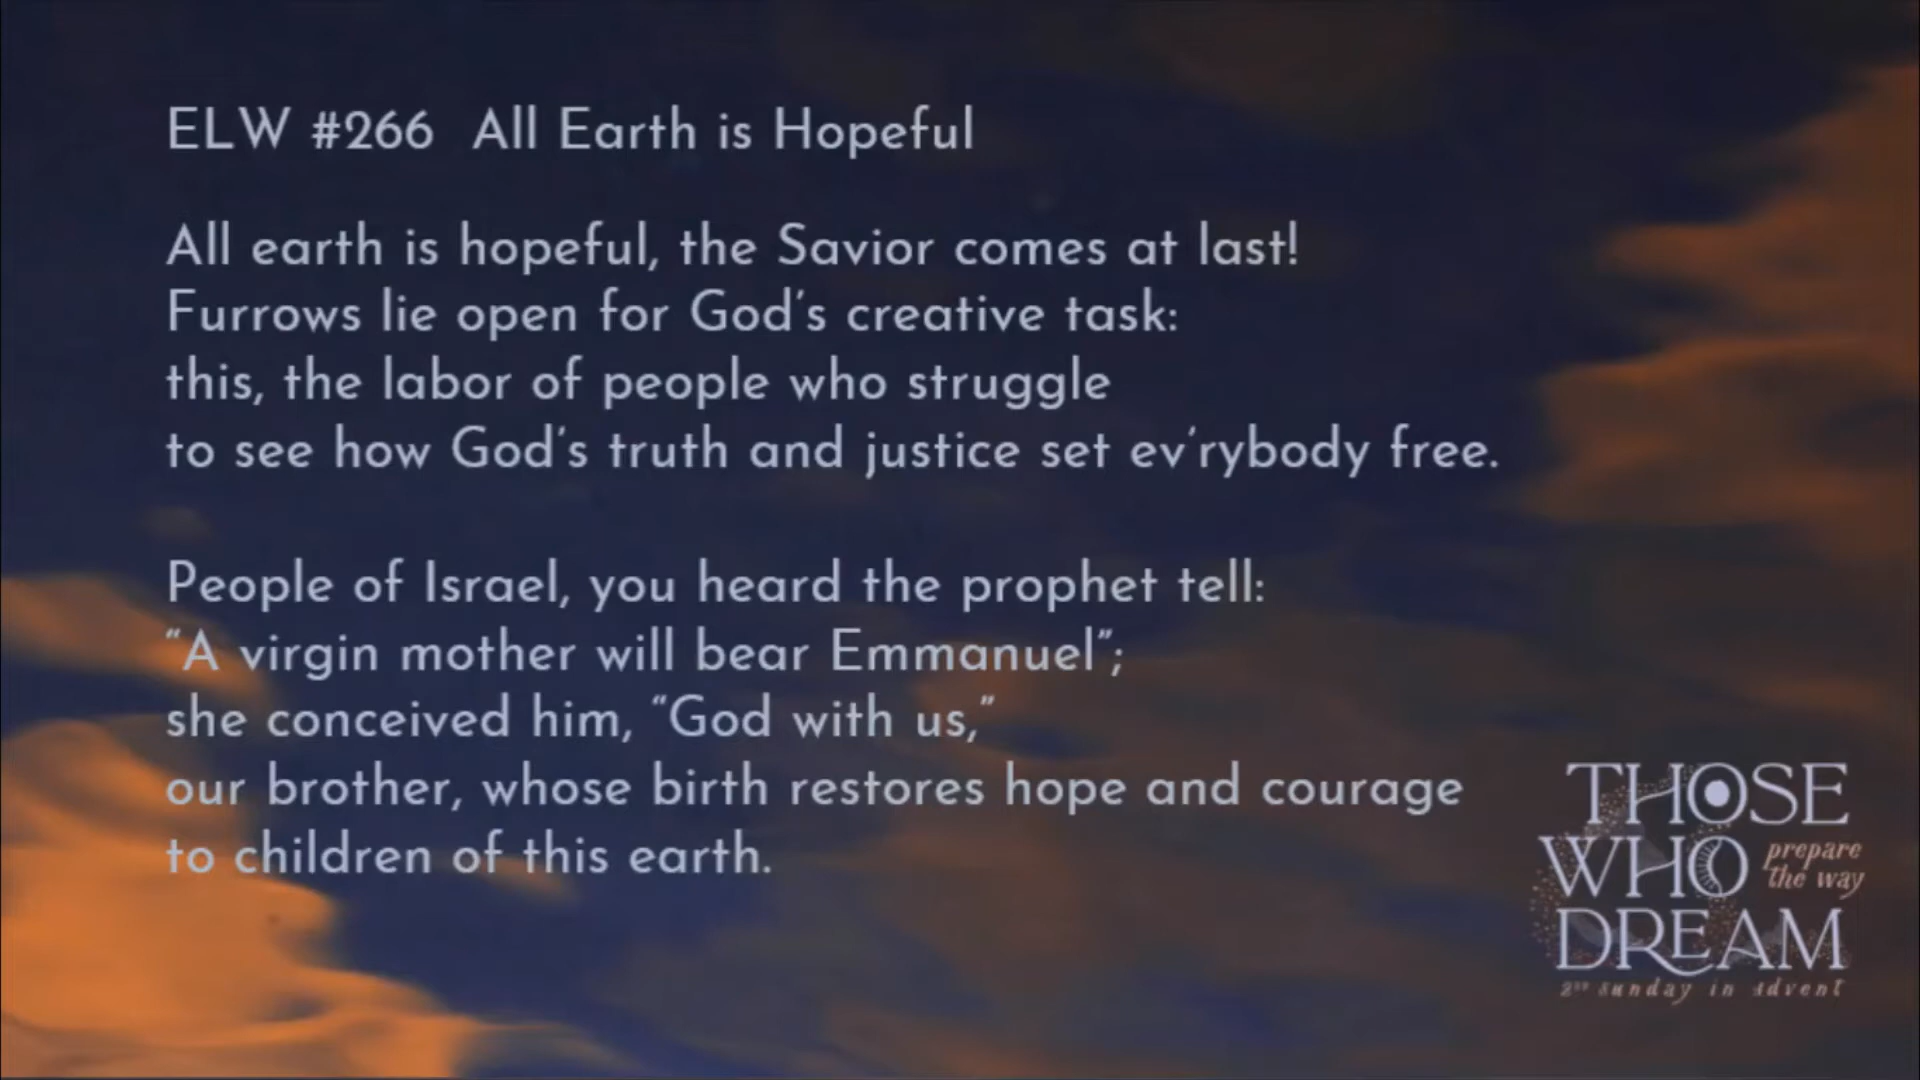 ELW #266 All Earth is Hopeful
All earth is hopeful, the Savior comes at last!
Furrows lie open for God's creative task:
this, the labor of people who struggle
to see how God's truth and justice set ev'rybody free.
People of Israel, you heard the prophet tell:
“A virgin mother will bear Emmanuel”;
she conceived him, “God with us,”
our brother, whose birth restores hope and courage
to children of this earth.
THOSE
WHO prepare
the way
DREAM
2ND Sunday in Advent